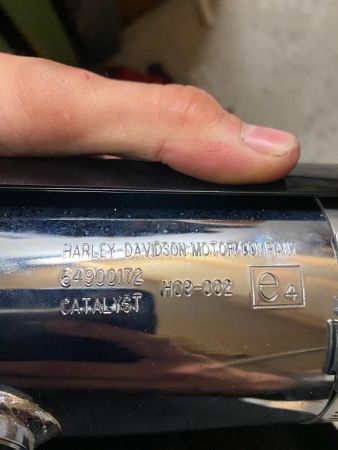 HARLEY-DAVIDSON MOTOR COMPANY
64900172 H09-002 e4
CATALYST